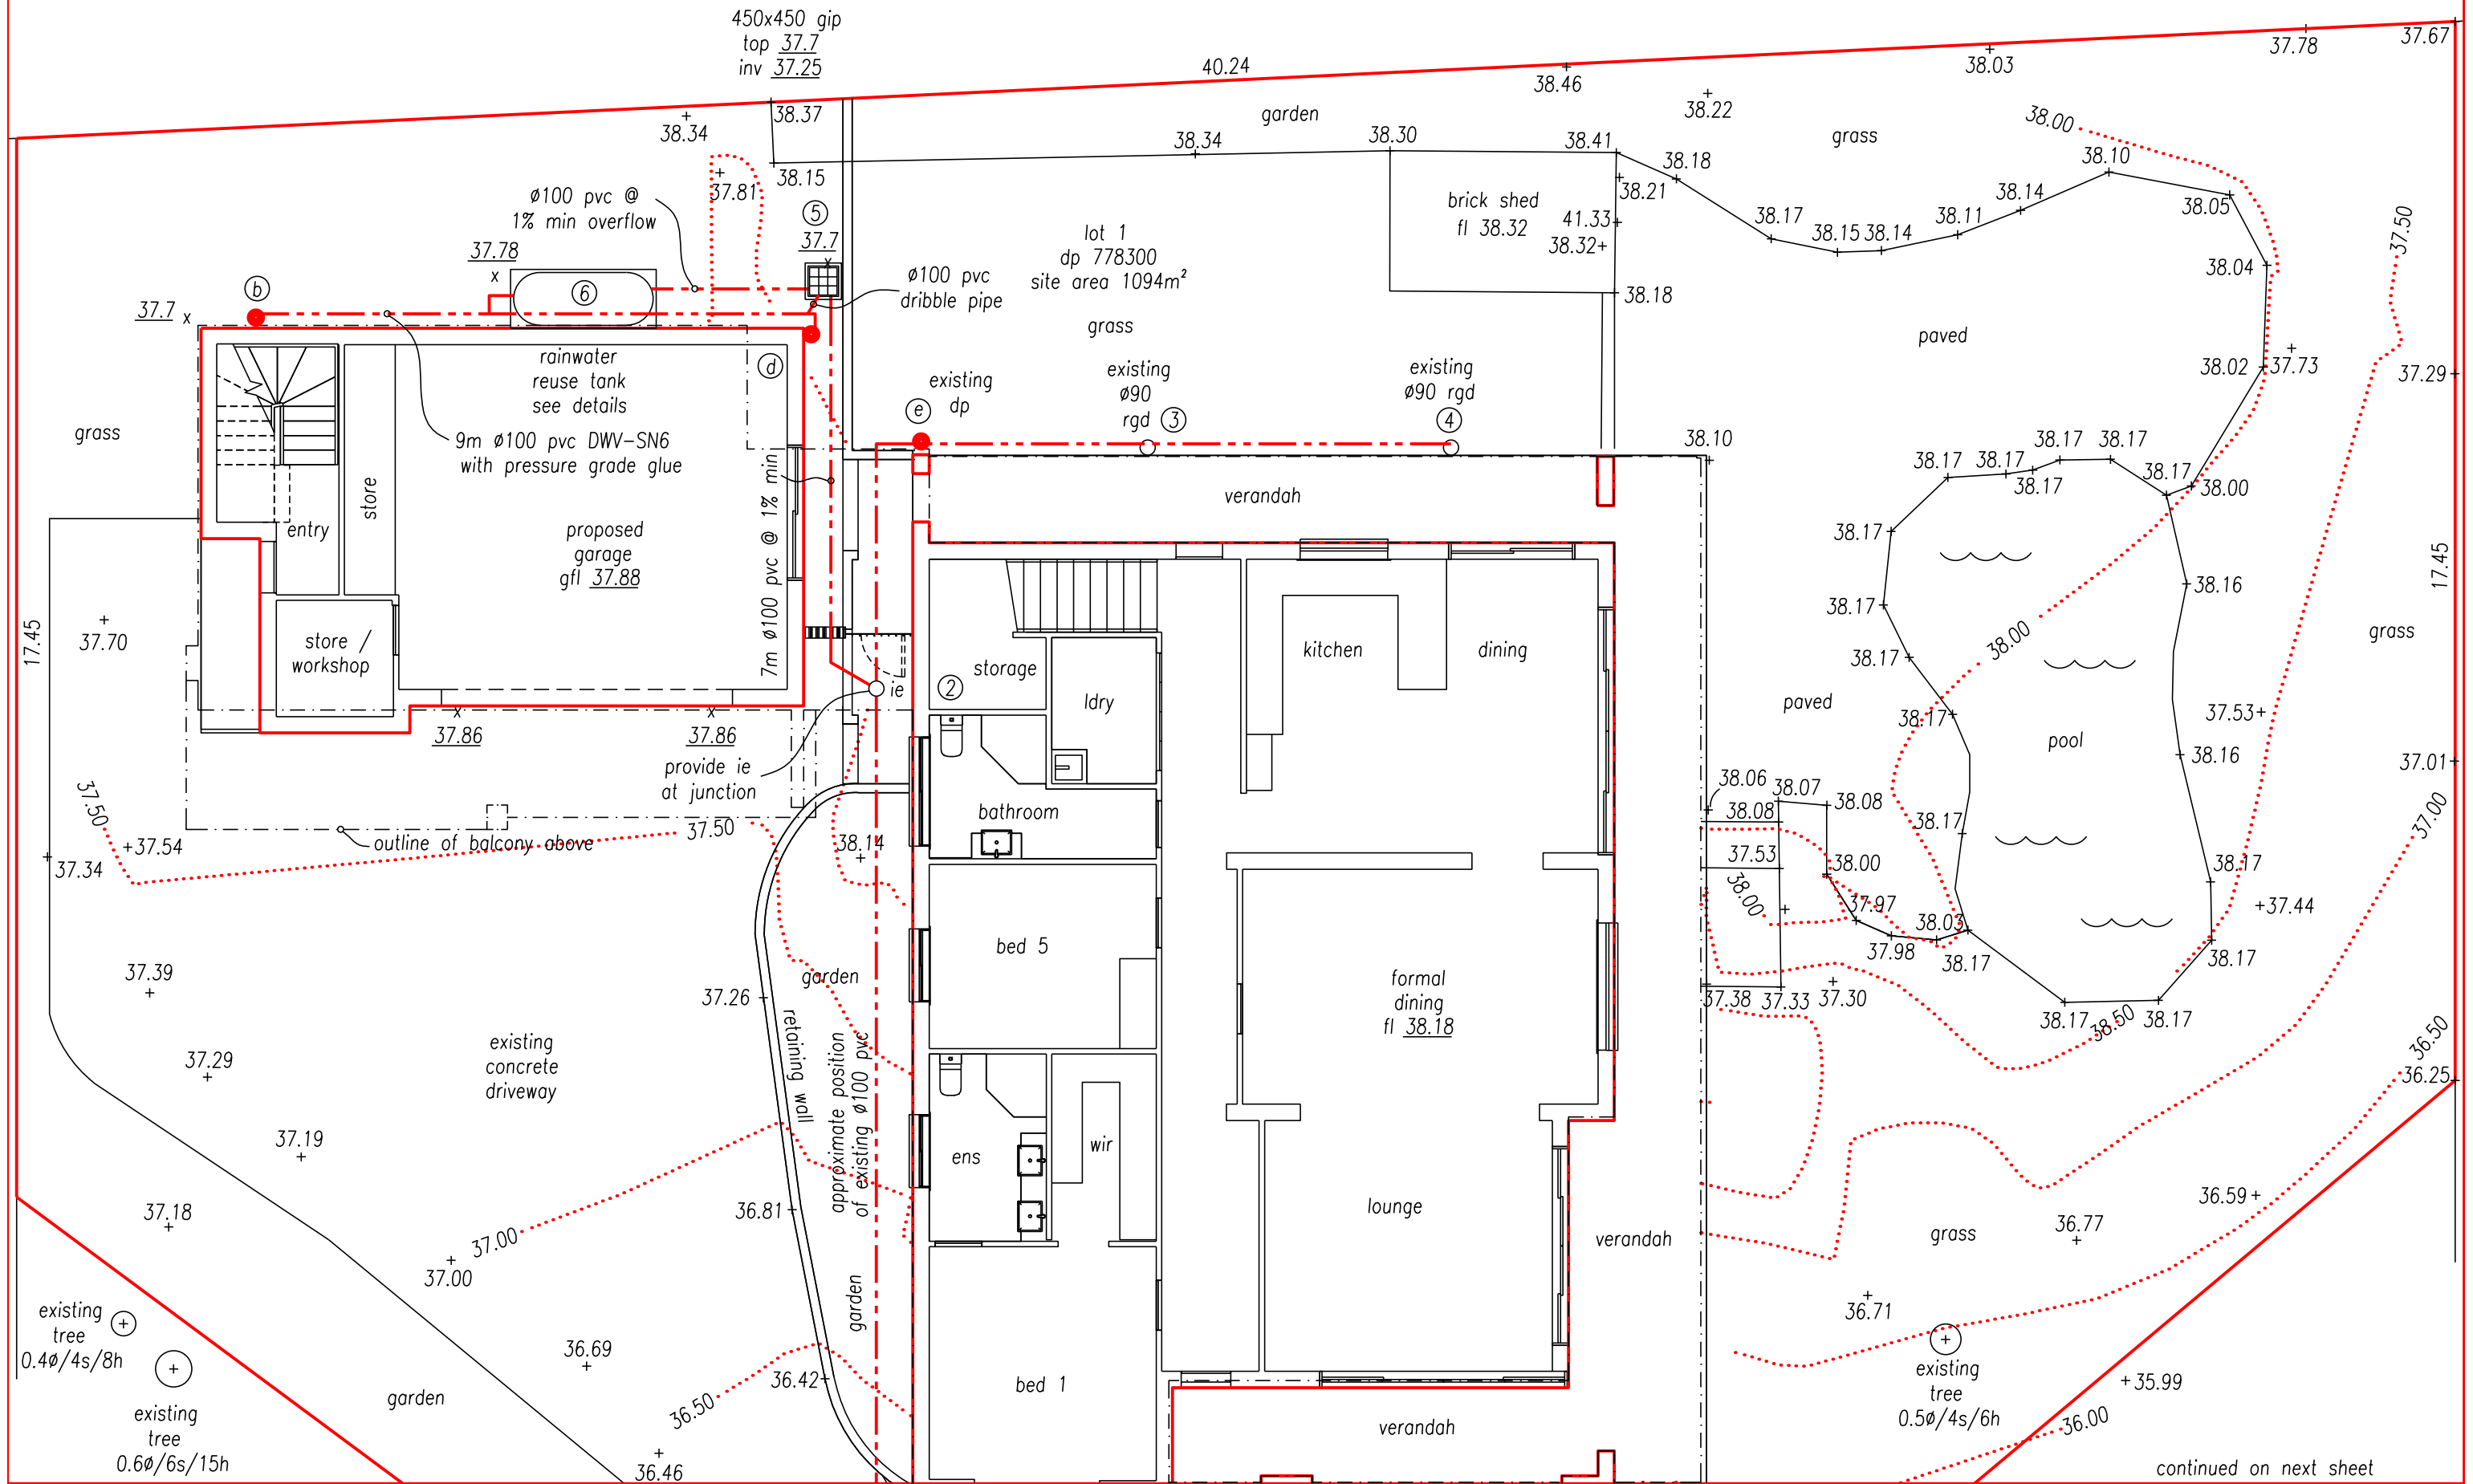 450x450 gip
top 37.7
inv 37.25
40.24
38.37
38.34
38.15
37.81
38.34
garden
38.30
38.46
38.41
38.22
38.03
37.78
37.67
grass
38.00
38.18
38.21
38.17
38.15
38.14
38.11
38.14
38.10
38.05
38.04
38.02
37.73
37.50
37.29
brick shed
fl 38.32
41.33
38.32
38.18
lot 1
dp 778300
site area 1094m²
grass
paved
ø100 pvc @
1% min overflow
5
37.7
37.78
6
b
37.7
ø100 pvc
dribble pipe
rainwater
reuse tank
see details
d
9m ø100 pvc DWV-SN6
with pressure grade glue
existing
dp
e
existing
ø90
rgd
3
existing
ø90 rgd
4
38.10
grass
store
entry
proposed
garage
gfl 37.88
7m ø100 pvc @ 1% min
verandah
38.17
38.17
38.17
38.17
38.17
38.17
38.00
38.17
38.16
38.17
38.00
38.17
38.17
17.45
grass
17.45
37.70
store /
workshop
storage
ldry
2
ie
kitchen
dining
paved
pool
37.53
38.16
37.01
37.00
37.86
37.86
provide ie
at junction
bathroom
37.50
37.50
outline of balcony above
37.54
37.34
38.14
38.06
38.08
38.07
38.08
38.17
37.53
38.00
38.00
37.97
37.98
38.03
38.17
38.17
38.17
37.44
37.39
37.29
37.26
garden
retaining wall
approximate position
of existing ø100 pvc
bed 5
formal
dining
fl 38.18
37.38
37.33
37.30
38.17
38.50
38.17
36.50
36.25
existing
concrete
driveway
37.19
37.18
37.00
37.00
36.81
ens
wir
lounge
verandah
grass
36.77
36.59
36.71
existing
tree
0.4ø/4s/8h
existing
tree
0.6ø/6s/15h
garden
36.69
36.50
36.42
36.46
garden
bed 1
verandah
existing
tree
0.5ø/4s/6h
35.99
36.00
continued on next sheet